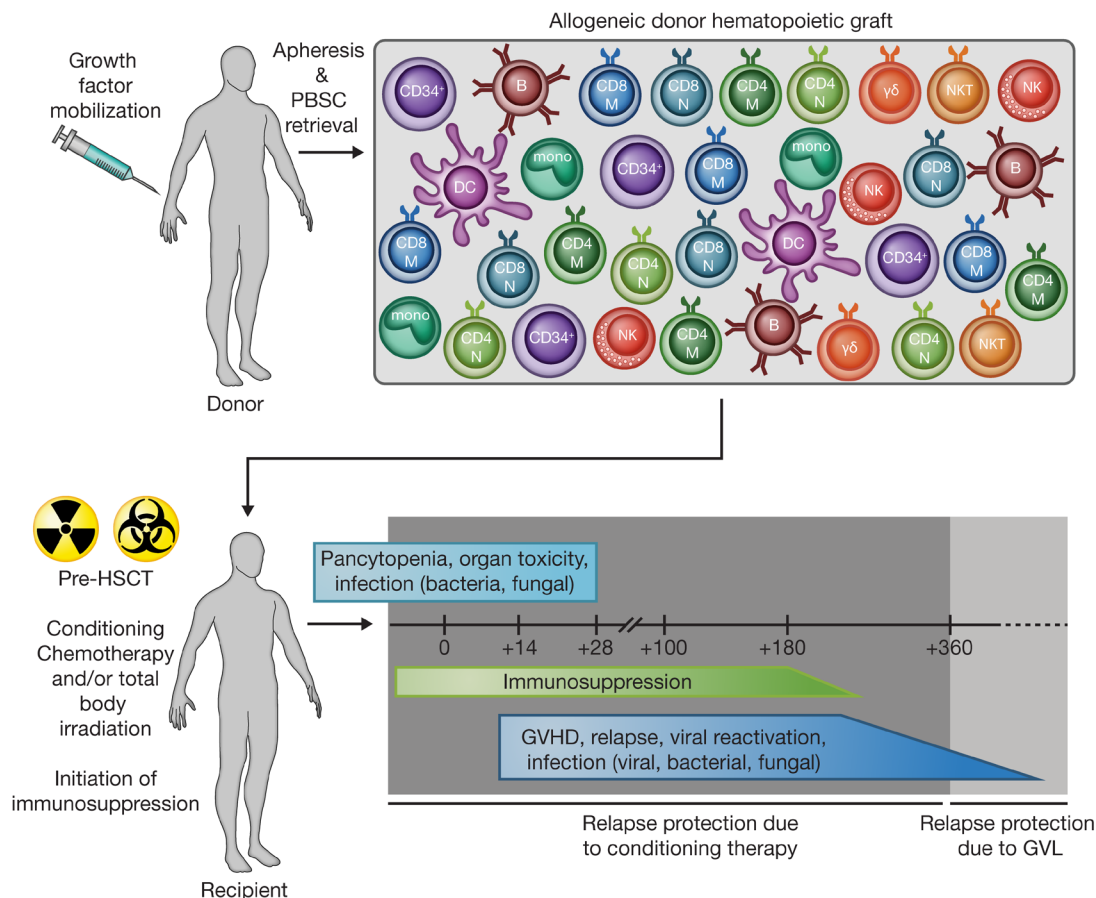 Allogeneic donor hematopoietic graft
Growth
factor
mobilization
Apheresis
&
PBSC
retrieval
CD34+
B
CD8
M
CD8
N
CD4
M
CD4
N
γδ
NKT
NK
DC
mono
CD34+
CD8
M
mono
NK
CD8
N
B
CD8
M
CD8
N
CD4
M
CD4
N
CD8
N
DC
CD34+
CD8
M
CD4
M
mono
CD4
N
CD34+
NK
CD4
M
B
γδ
CD4
N
NKT
Donor
Pre-HSCT
Conditioning
Chemotherapy
and/or total
body
irradiation
Initiation of
immunosuppression
Recipient
Pancytopenia, organ toxicity,
infection (bacteria, fungal)
0 +14 +28 +100 +180 +360
Immunosuppression
GVHD, relapse, viral reactivation,
infection (viral, bacterial, fungal)
Relapse protection due
to conditioning therapy
Relapse protection
due to GVL